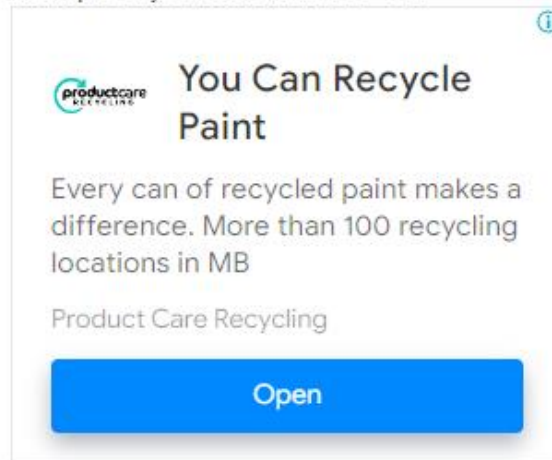 productcare
RECYCLING
You Can Recycle
Paint
Every can of recycled paint makes a
difference. More than 100 recycling
locations in MB
Product Care Recycling
Open